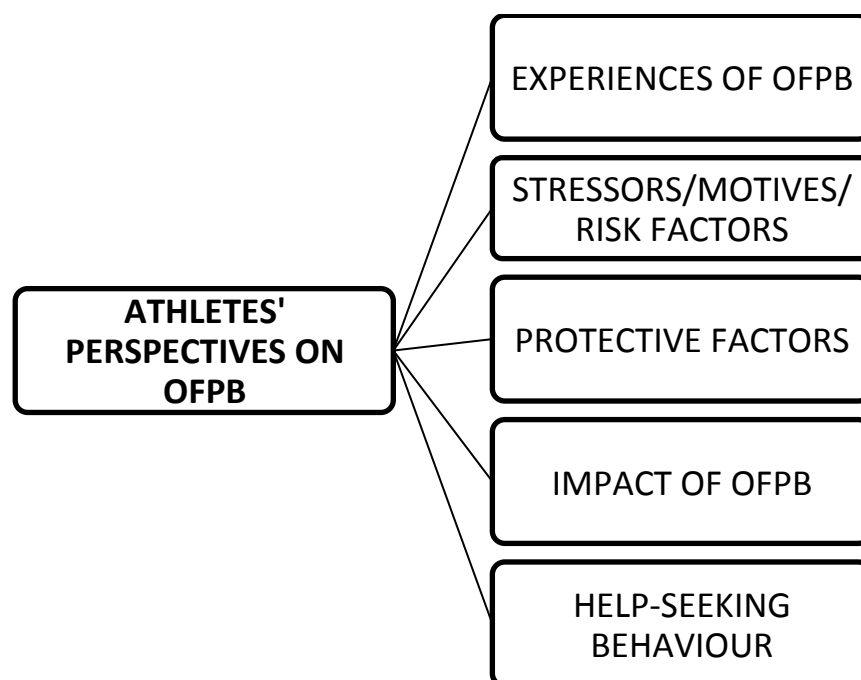 ATHLETES'
PERSPECTIVES ON
OFPB
EXPERIENCES OF OFPB
STRESSORS/MOTIVES/
RISK FACTORS
PROTECTIVE FACTORS
IMPACT OF OFPB
HELP-SEEKING
BEHAVIOUR